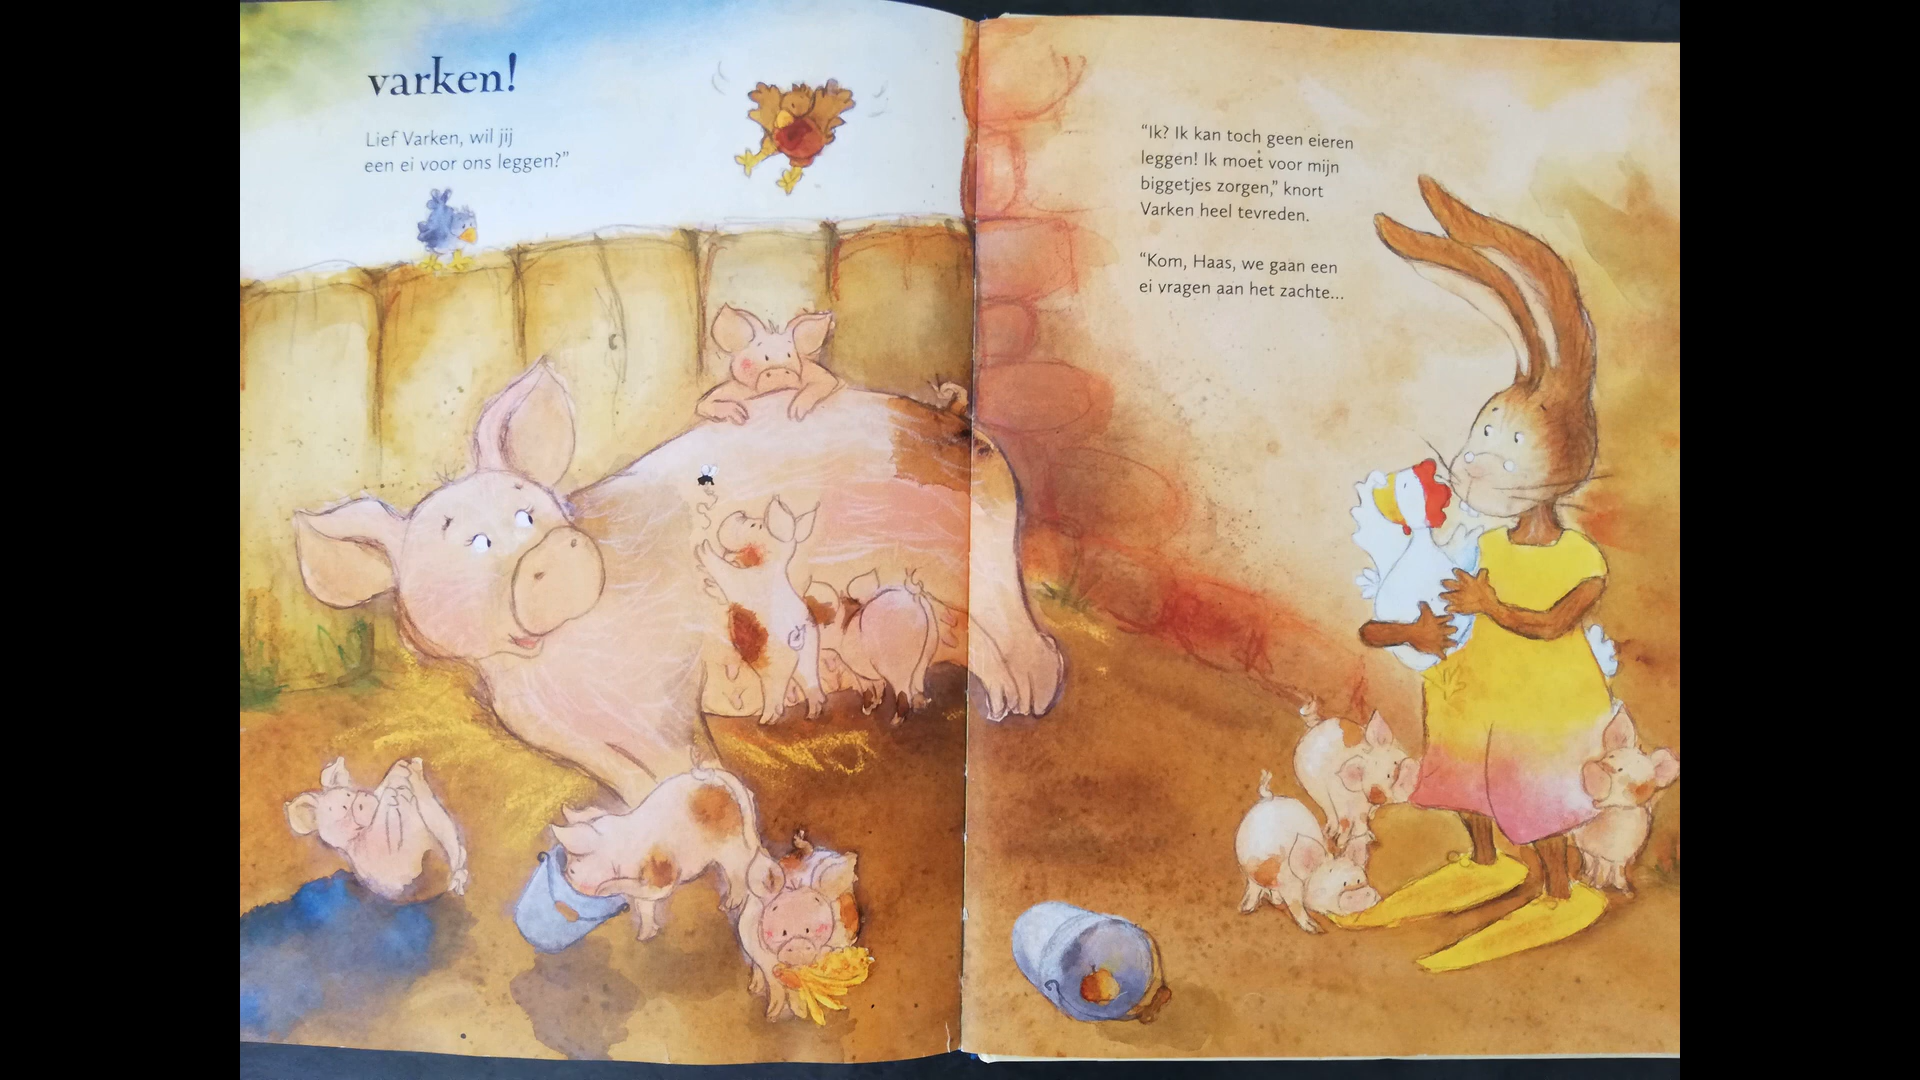 varken!
Lief Varken, wil jij
een ei voor ons leggen?”
“Ik? Ik kan toch geen eieren
leggen! Ik moet voor mijn
biggetjes zorgen,” knort
Varken heel tevreden.
“Kom, Haas, we gaan een
ei vragen aan het zachte...